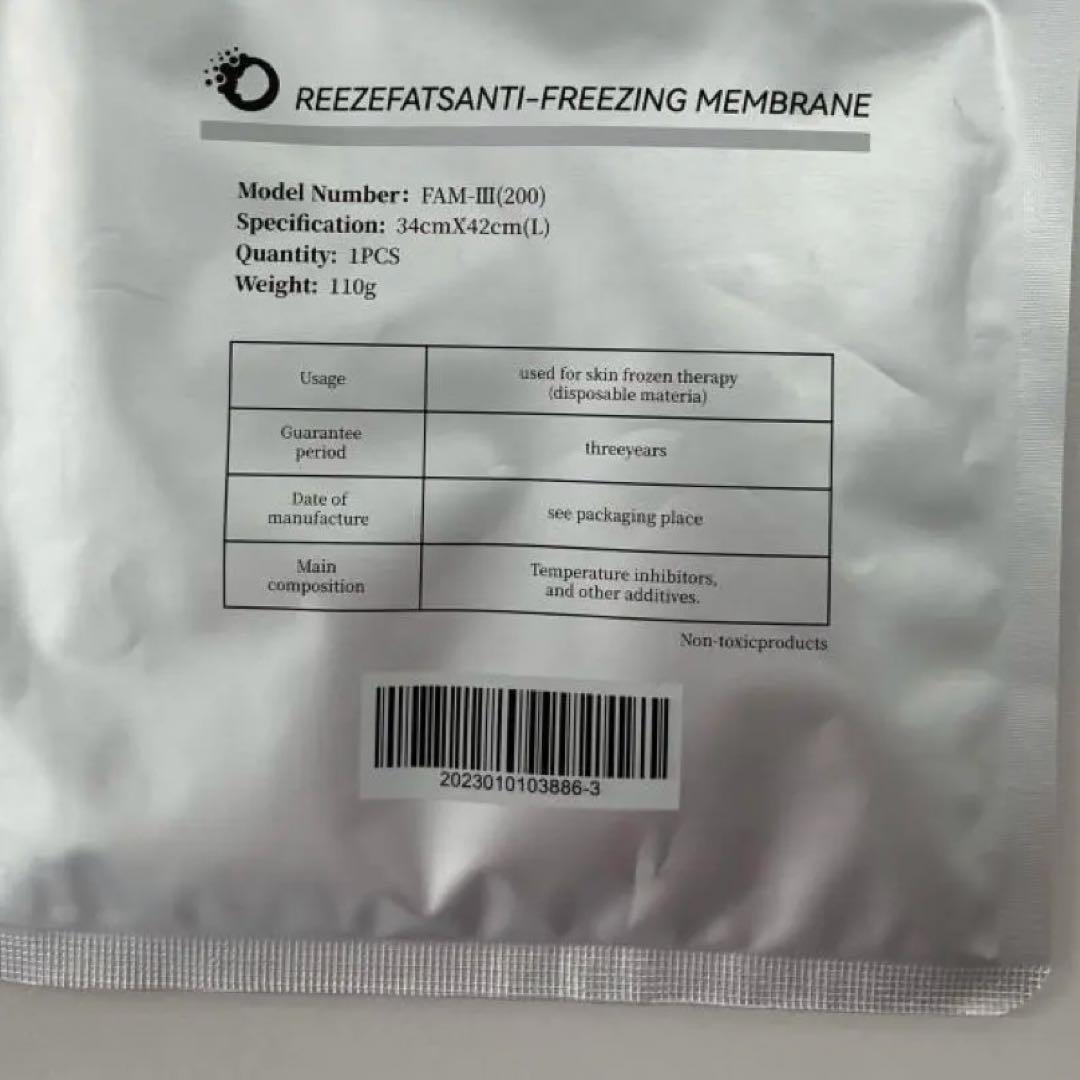 REEZEFATSANTI-FREEZING MEMBRANE
Model Number: FAM-III(200)
Specification: 34cmX42cm(L)
Quantity: 1PCS
Weight: 110g
Usage
used for skin frozen therapy
(disposable materia)
Guarantee
period
threeyears
Date of
manufacture
see packaging place
Main
composition
Temperature inhibitors,
and other additives.
Non-toxicproducts
2023010103886-3